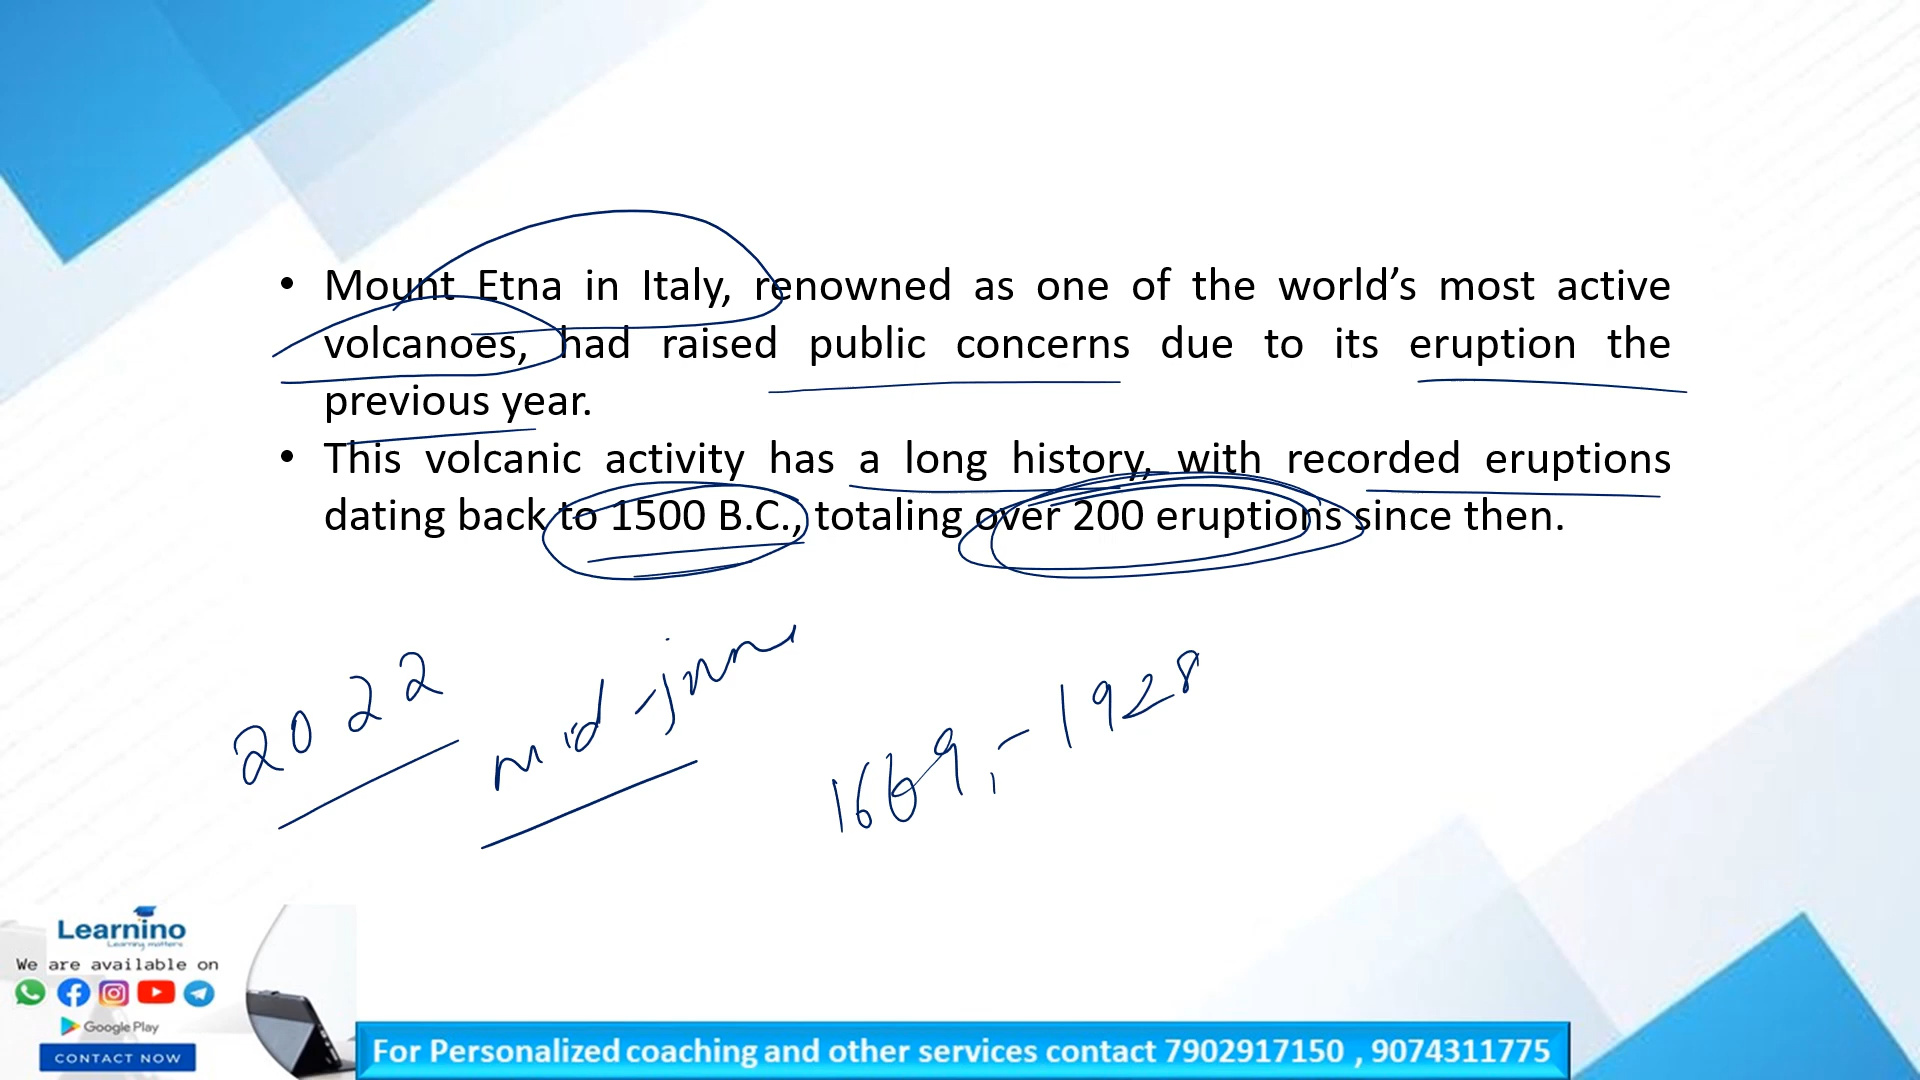 • Mount Etna in Italy, renowned as one of the world’s most active
volcanoes, had raised public concerns due to its eruption the
previous year.
• This volcanic activity has a long history, with recorded eruptions
dating back to 1500 B.C., totaling over 200 eruptions since then.
2022 mid-june 1669, - 1928
Learnino
Learning matters
We are available on
Google Play
CONTACT NOW
For Personalized coaching and other services contact 7902917150 , 9074311775